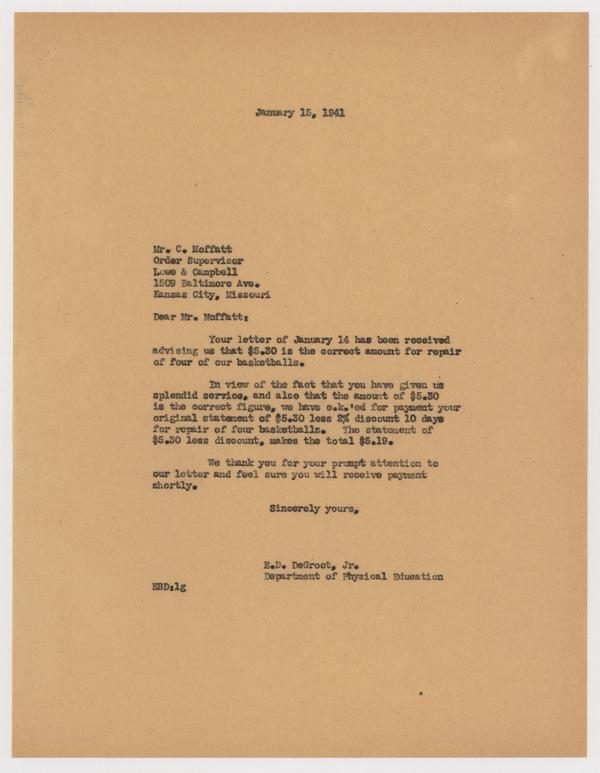 January 15, 1941
Mr. C. Moffatt
Order Supervisor
Lowe & Campbell
1509 Baltimore Ave.
Kansas City, Missouri
Dear Mr. Moffatt:
Your letter of January 14 has been received
advising us that $5.30 is the correct amount for repair
of four of our basketballs.
In view of the fact that you have given us
splendid service, and also that the amount of $5.30
is the correct figure, we have o.k.'ed for payment your
original statement of $5.30 less 2% discount 10 days
for repair of four basketballs. The statement of
$5.30 less discount, makes the total $5.19.
We thank you for your prompt attention to
our letter and feel sure you will receive payment
shortly.
Sincerely yours,
E.D. DeGroot, Jr.
Department of Physical Education
EBD:lg